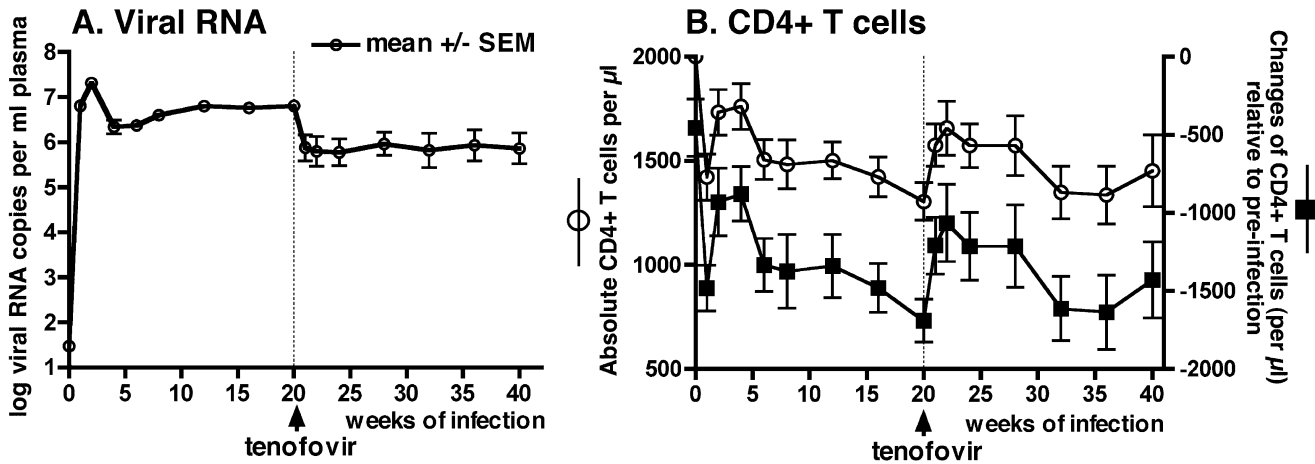 A. Viral RNA
mean +/- SEM
log viral RNA copies per ml plasma
8
7
6
5
4
3
2
1
0 5 10 15 20 25 30 35 40
weeks of infection
tenofovir
B. CD4+ T cells
Absolute CD4+ T cells per µl
2000
1500
1000
500
0
-500
-1000
-1500
-2000
Changes of CD4+ T cells (per µl)
relative to pre-infection
0 5 10 15 20 25 30 35 40
weeks of infection
tenofovir